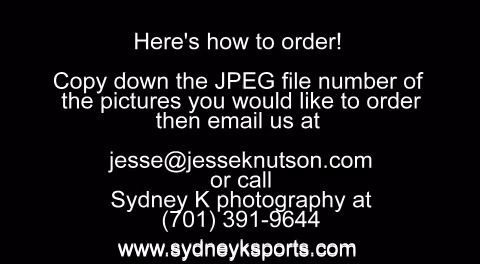 Here's how to order!
Copy down the JPEG file number of
the pictures you would like to order
then email us at
jesse@jesseknutson.com
or call
Sydney K photography at
(701) 391-9644
www.sydneyksports.com